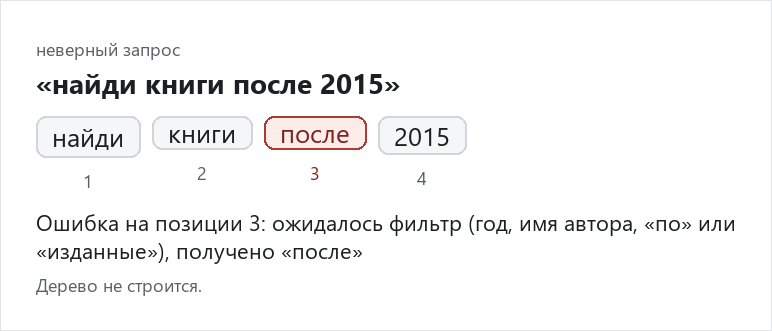 неверный запрос
«найди книги после 2015»
найди книги после 2015
1 2 3 4
Ошибка на позиции 3: ожидалось фильтр (год, имя автора, «по» или
«изданные»), получено «после»
Дерево не строится.